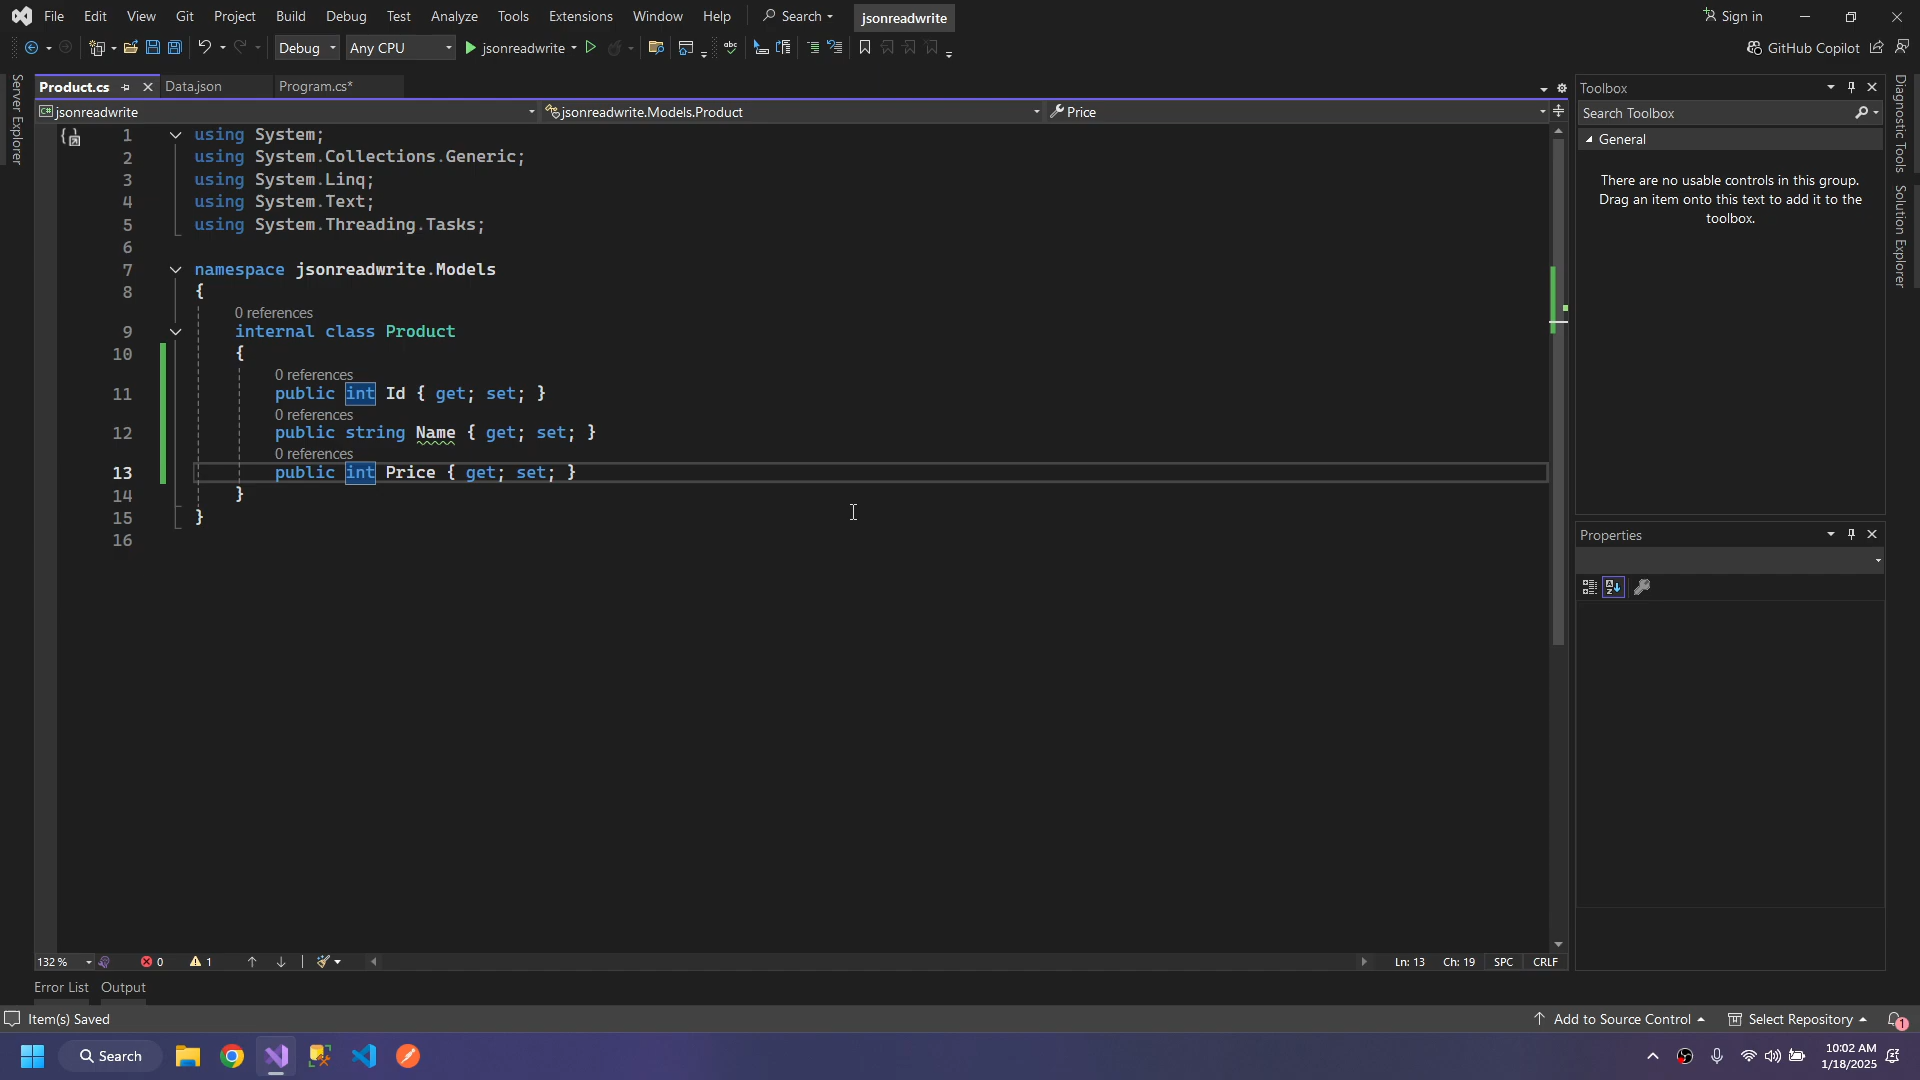 File Edit View Git Project Build Debug Test Analyze Tools Extensions Window Help Search jsonreadwrite Sign in
Debug Any CPU jsonreadwrite abc GitHub Copilot
Server Explorer
Product.cs Data.json Program.cs*
jsonreadwrite jsonreadwrite.Models.Product Price
1 using System;
2 using System.Collections.Generic;
3 using System.Linq;
4 using System.Text;
5 using System.Threading.Tasks;
6
7 namespace jsonreadwrite.Models
8 {
0 references
9 internal class Product
10 {
0 references
11 public int Id { get; set; }
0 references
12 public string Name { get; set; }
0 references
13 public int Price { get; set; }
14 }
15 }
16
132 % 0 1 Ln: 13 Ch: 19 SPC CRLF
Error List Output
Toolbox
Search Toolbox
General
There are no usable controls in this group.
Drag an item onto this text to add it to the
toolbox.
Properties
Diagnostic Tools
Solution Explorer
Item(s) Saved Add to Source Control Select Repository 1
Search
10:02 AM
1/18/2025